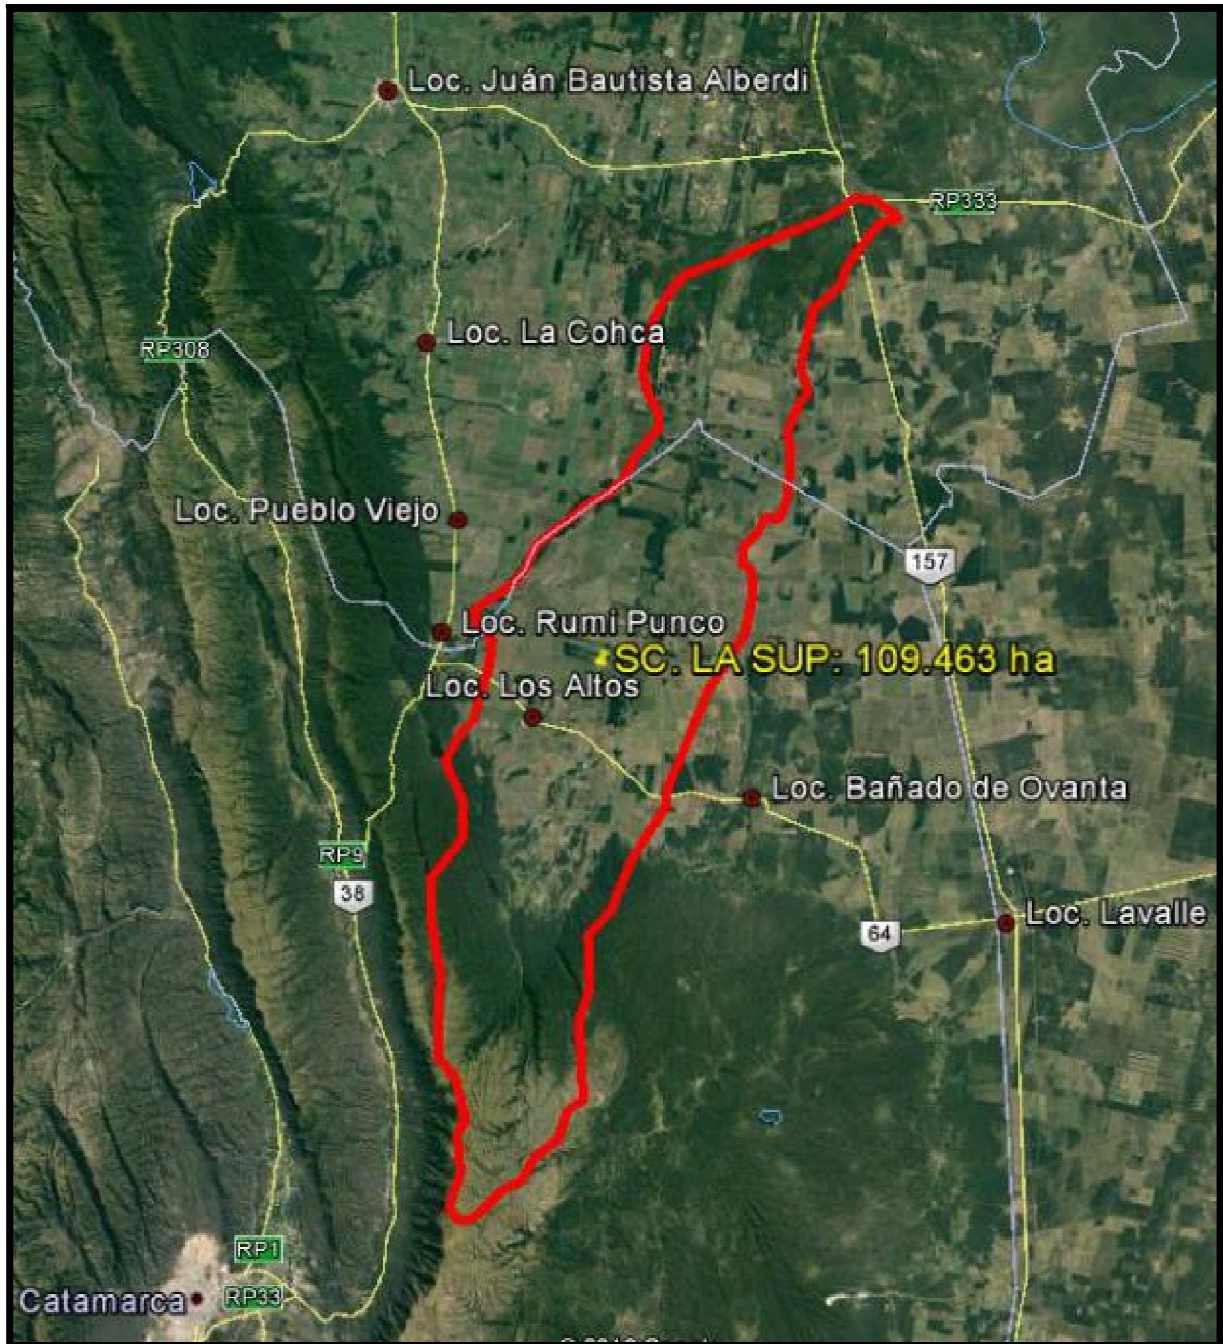 Loc. Juán Bautista Alberdi
RP333
Loc. La Cohca
RP308
Loc. Pueblo Viejo
157
Loc. Rumi Punco
SC. LA SUP: 109.463 ha
Loc. Los Altos
Loc. Bañado de Ovanta
RP9
38
Loc. Lavalle
64
RP1
Catamarca
RP33